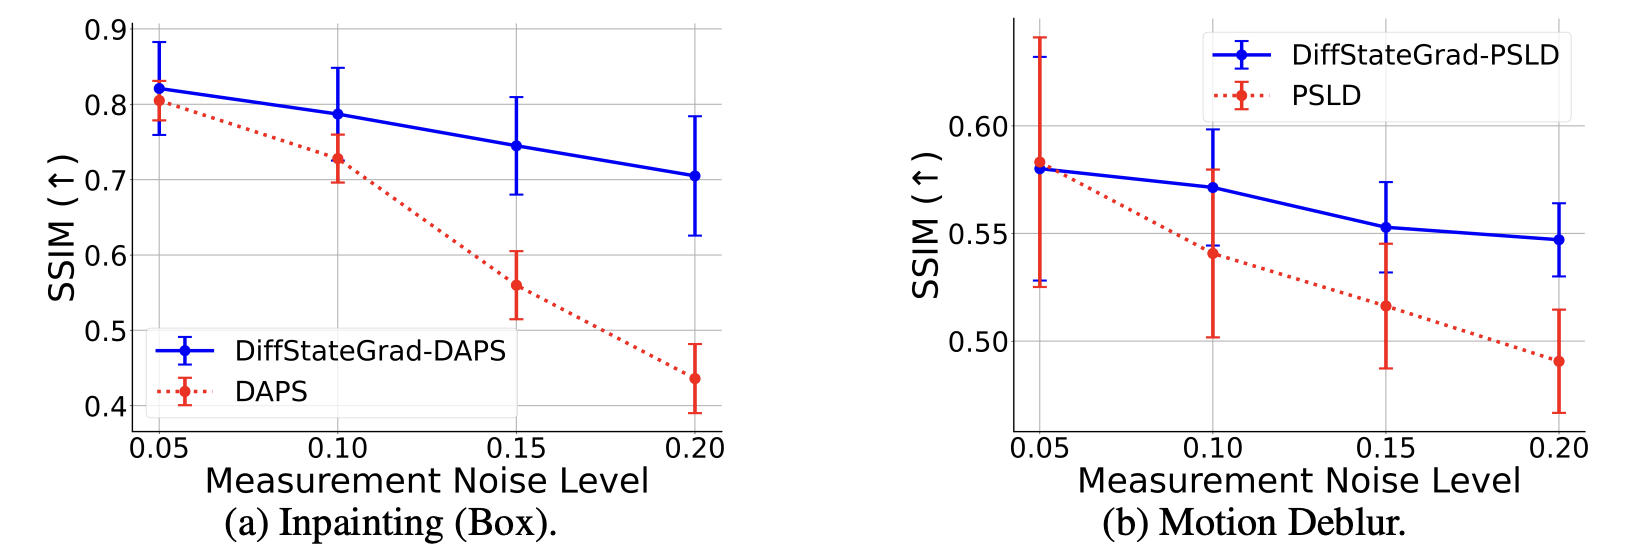 0.9
0.8
0.7
0.6
0.5
0.4
SSIM (↑)
DiffStateGrad-DAPS
DAPS
0.05 0.10 0.15 0.20
Measurement Noise Level
(a) Inpainting (Box).
DiffStateGrad-PSLD
PSLD
0.60
0.55
0.50
SSIM (↑)
0.05 0.10 0.15 0.20
Measurement Noise Level
(b) Motion Deblur.